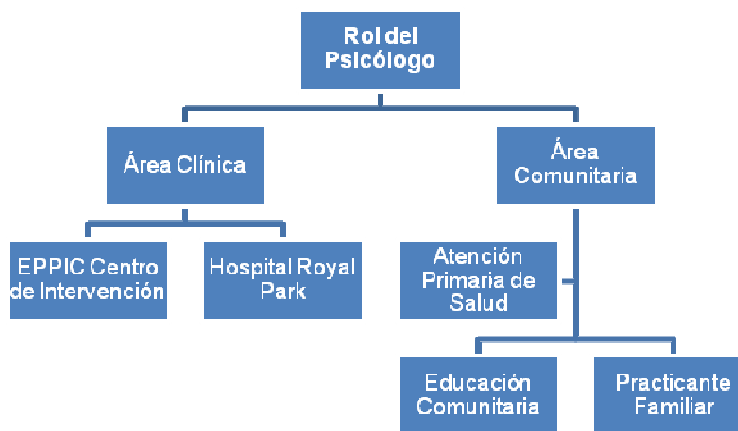 Rol del
Psicólogo
Área Clínica
Área
Comunitaria
EPPIC Centro
de Intervención
Hospital Royal
Park
Atención
Primaria de
Salud
Educación
Comunitaria
Practicante
Familiar